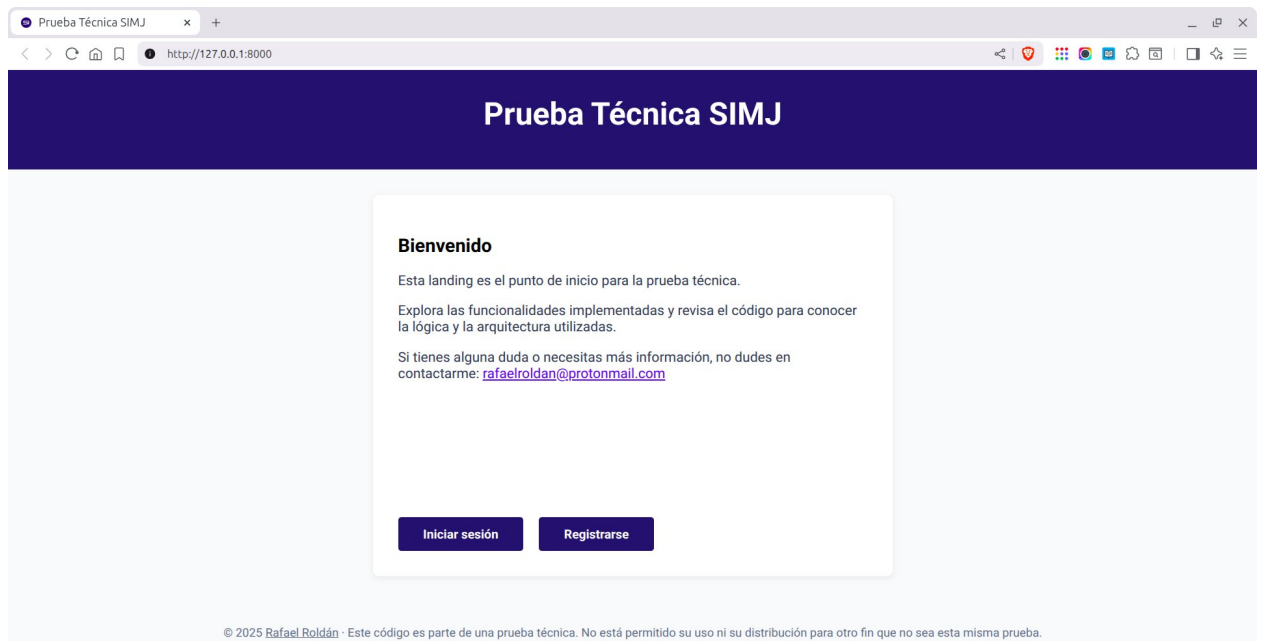 Prueba Técnica SIMJ
http://127.0.0.1:8000
Prueba Técnica SIMJ
Bienvenido
Esta landing es el punto de inicio para la prueba técnica.
Explora las funcionalidades implementadas y revisa el código para conocer
la lógica y la arquitectura utilizadas.
Si tienes alguna duda o necesitas más información, no dudes en
contactarme: rafaelroldan@protonmail.com
Iniciar sesión
Registrarse
© 2025 Rafael Roldán · Este código es parte de una prueba técnica. No está permitido su uso ni su distribución para otro fin que no sea esta misma prueba.